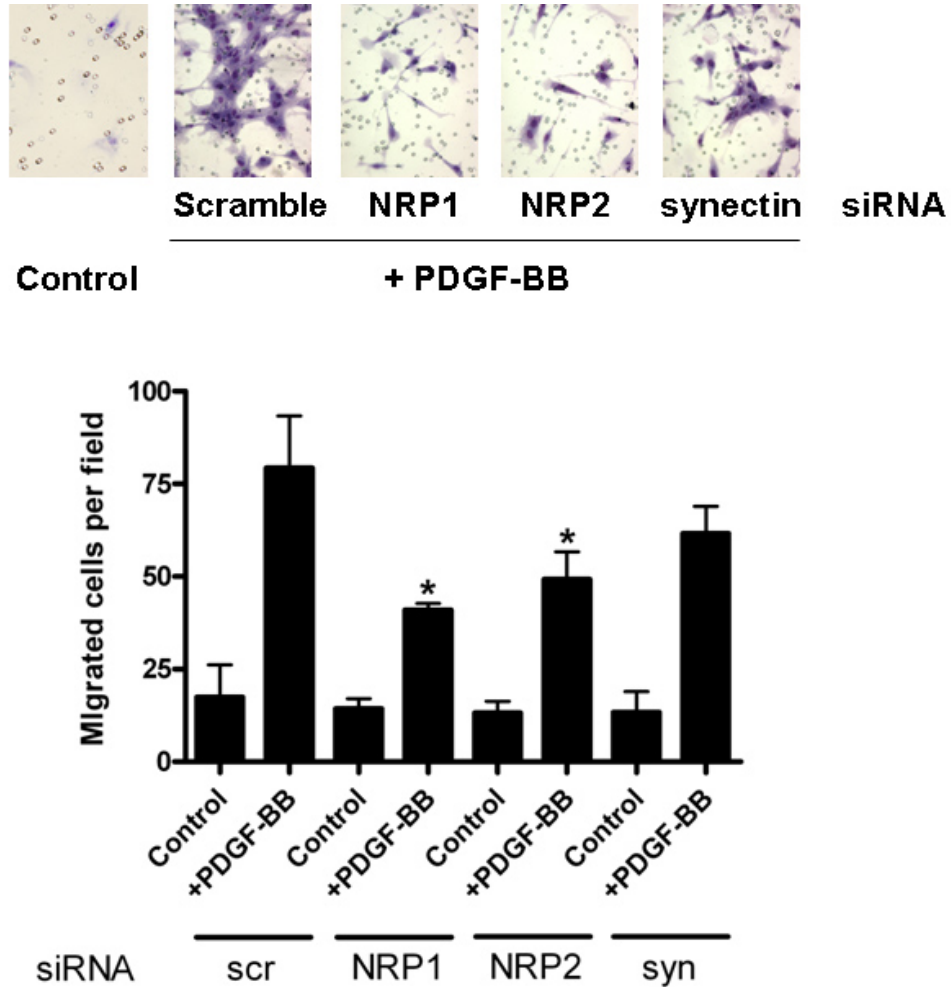 Scramble NRP1 NRP2 synectin siRNA
Control + PDGF-BB
100
75
50
25
0
MIgrated cells per field
*
*
Control +PDGF-BB Control +PDGF-BB Control +PDGF-BB Control +PDGF-BB
siRNA scr NRP1 NRP2 syn